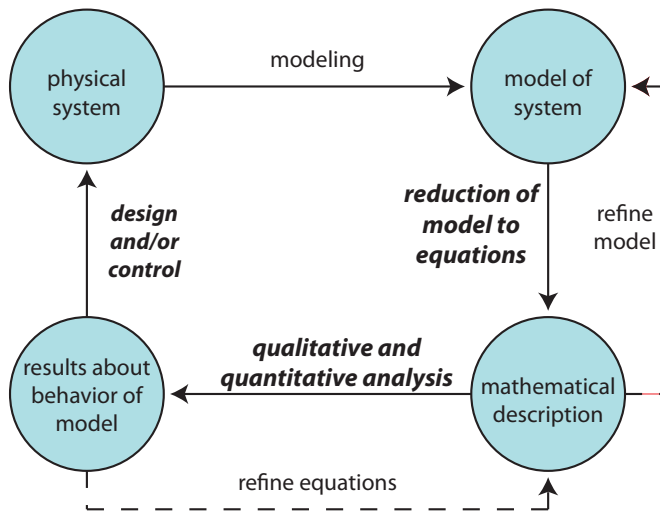 physical
system
modeling
model of
system
design
and/or
control
reduction of
model to
equations
refine
model
results about
behavior of
model
qualitative and
quantitative analysis
mathematical
description
refine equations